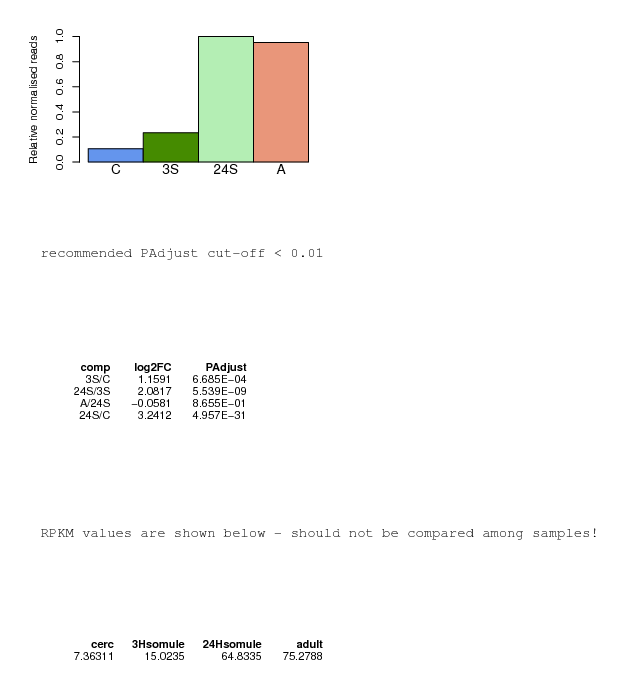 Relative normalised reads
1.0
0.8
0.6
0.4
0.2
0.0
C 3S 24S A
recommended PAdjust cut-off < 0.01
comp log2FC PAdjust
3S/C 1.1591 6.685E-04
24S/3S 2.0817 5.539E-09
A/24S -0.0581 8.655E-01
24S/C 3.2412 4.957E-31
RPKM values are shown below - should not be compared among samples!
cerc 3Hsomule 24Hsomule adult
7.36311 15.0235 64.8335 75.2788